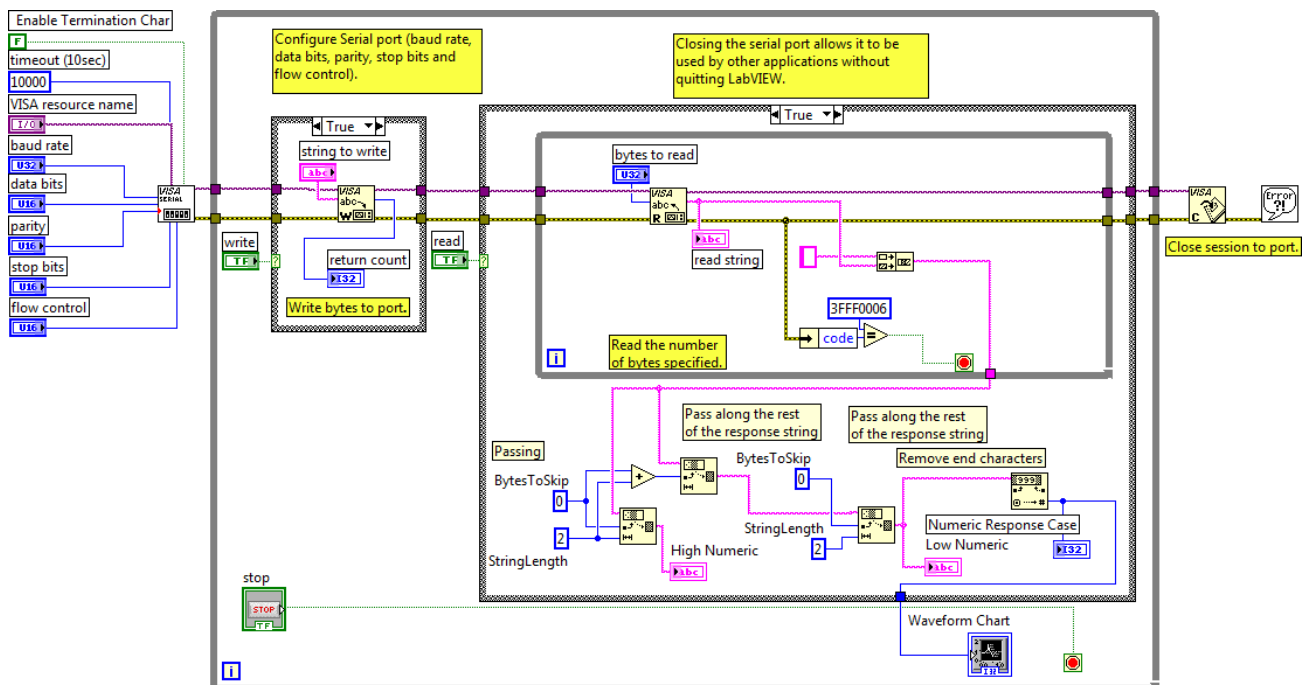 Enable Termination Char
F
timeout (10sec)
10000
VISA resource name
I/O
baud rate
U32
data bits
U16
parity
U16
stop bits
U16
flow control
U16
VISA
SERIAL
Configure Serial port (baud rate,
data bits, parity, stop bits and
flow control).
True
string to write
abc
VISA
abc
W
write
TF
?
return count
I32
Write bytes to port.
Closing the serial port allows it to be
used by other applications without
quitting LabVIEW.
True
read
TF
?
bytes to read
U32
VISA
abc
R
abc
read string
3FFF0006
code
=
Read the number
of bytes specified.
i
VISA
C
Error
?!
Close session to port.
Passing
Pass along the rest
of the response string
Pass along the rest
of the response string
Remove end characters
BytesToSkip
0
+
2
StringLength
High Numeric
abc
BytesToSkip
0
StringLength
2
999
Numeric Response Case
Low Numeric
I32
abc
stop
STOP
TF
Waveform Chart
I32
i